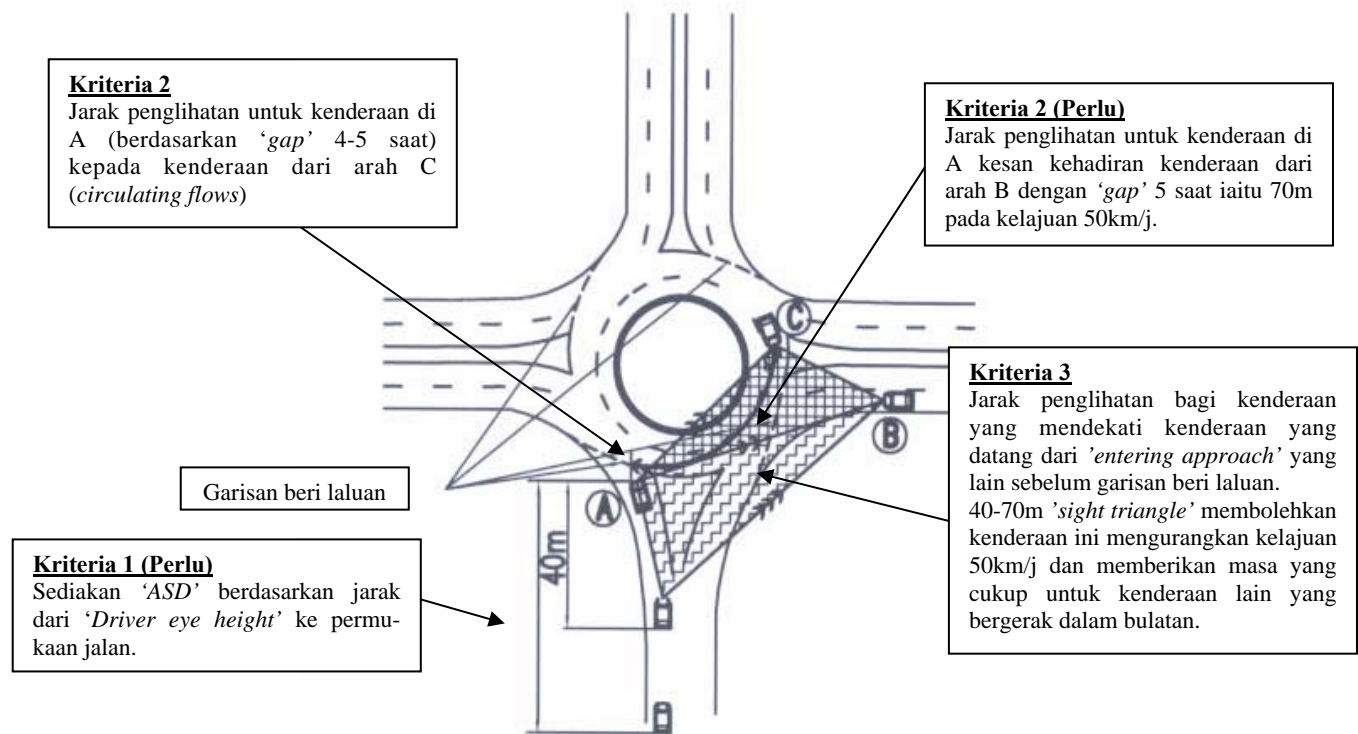 Kriteria 2
Jarak penglihatan untuk kenderaan di
A (berdasarkan ‘gap’ 4-5 saat)
kepada kenderaan dari arah C
(circulating flows)
Kriteria 2 (Perlu)
Jarak penglihatan untuk kenderaan di
A kesan kehadiran kenderaan dari
arah B dengan ‘gap’ 5 saat iaitu 70m
pada kelajuan 50km/j.
C
B
Kriteria 3
Jarak penglihatan bagi kenderaan
yang mendekati kenderaan yang
datang dari ’entering approach’ yang
lain sebelum garisan beri laluan.
40-70m ’sight triangle’ membolehkan
kenderaan ini mengurangkan kelajuan
50km/j dan memberikan masa yang
cukup untuk kenderaan lain yang
bergerak dalam bulatan.
Garisan beri laluan
A
40m
Kriteria 1 (Perlu)
Sediakan ‘ASD’ berdasarkan jarak
dari ‘Driver eye height’ ke permu-
kaan jalan.